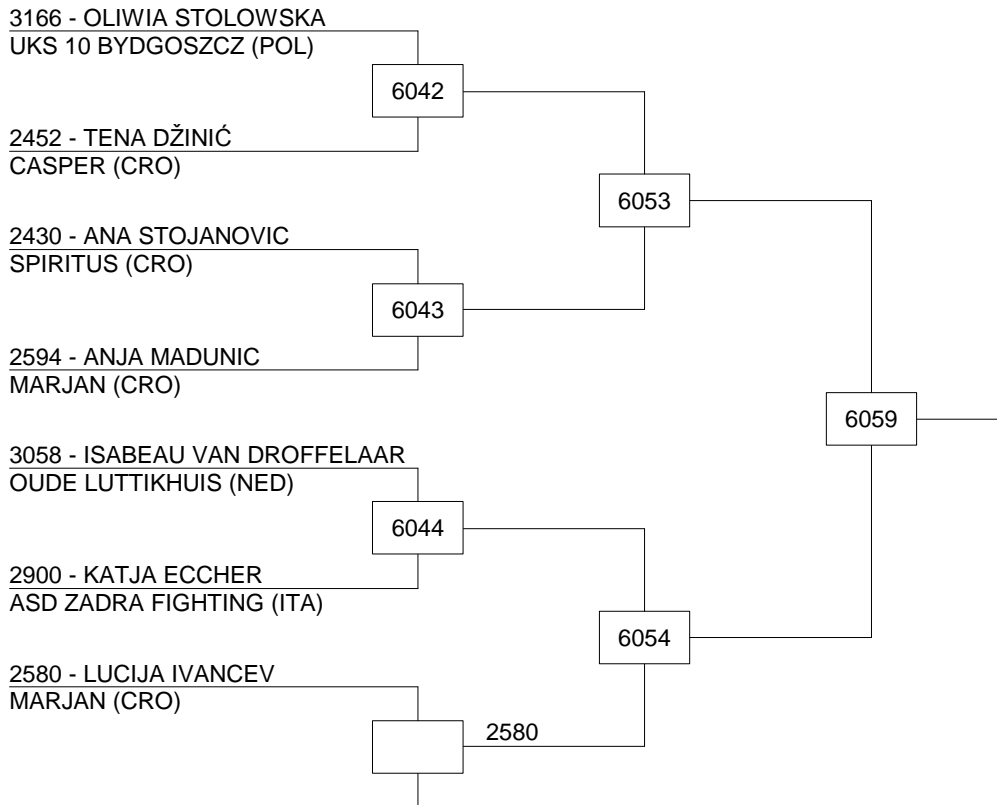 3166 - OLIWIA STOLOWSKA
UKS 10 BYDGOSZCZ (POL)
6042
2452 - TENA DŽINIĆ
CASPER (CRO)
6053
2430 - ANA STOJANOVIC
SPIRITUS (CRO)
6043
2594 - ANJA MADUNIC
MARJAN (CRO)
6059
3058 - ISABEAU VAN DROFFELAAR
OUDE LUTTIKHUIS (NED)
6044
2900 - KATJA ECCHER
ASD ZADRA FIGHTING (ITA)
6054
2580 - LUCIJA IVANCEV
MARJAN (CRO)
2580